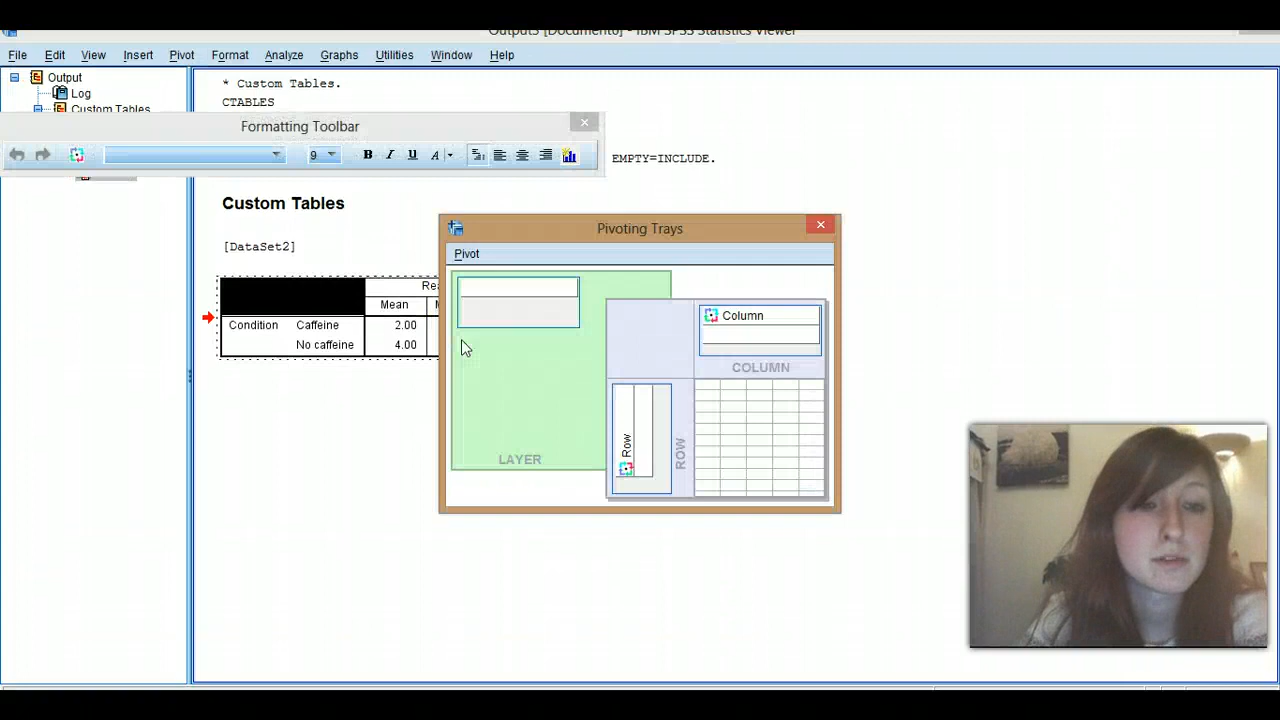 Output3 [Document6] - IBM SPSS Statistics Viewer
File Edit View Insert Pivot Format Analyze Graphs Utilities Window Help
Output
Log
Custom Tables
* Custom Tables.
CTABLES
Formatting Toolbar
9 B I U A
EMPTY=INCLUDE.
Custom Tables
[DataSet2]
Mean
Condition Caffeine 2.00
No caffeine 4.00
Pivoting Trays
Pivot
Column
COLUMN
Row
ROW
LAYER